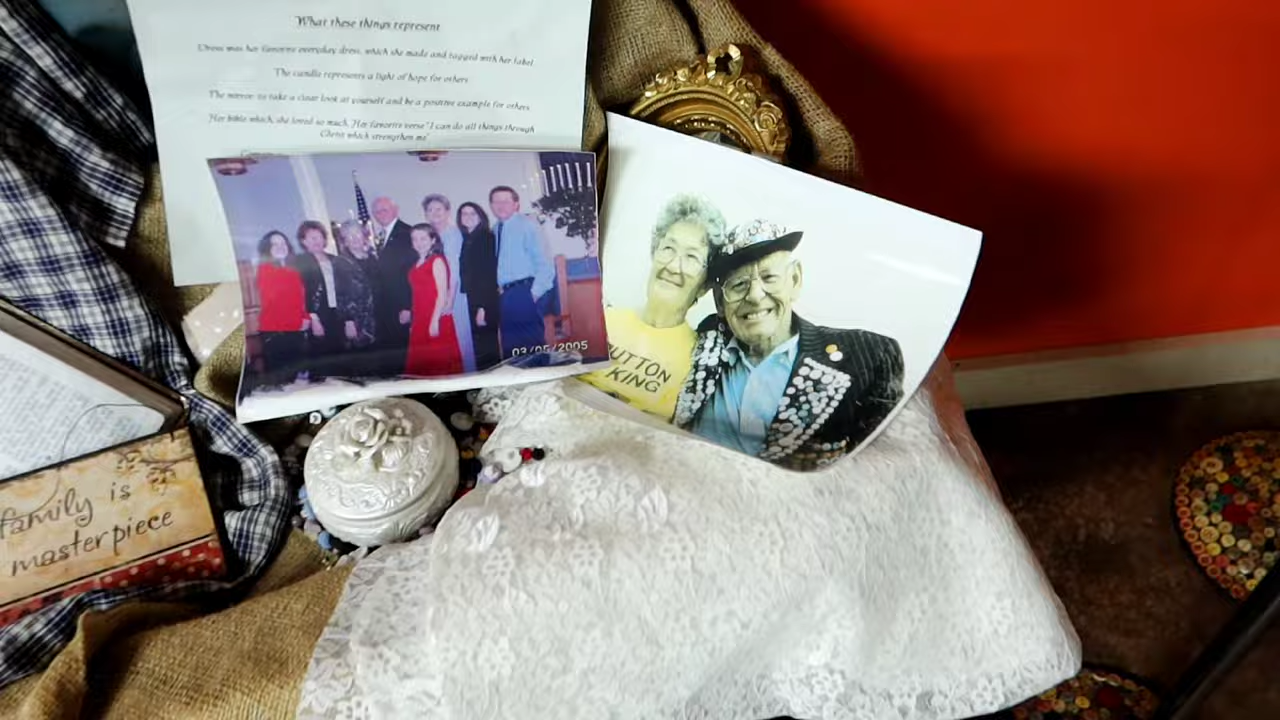 What these things represent
Dress was her favorite everyday dress, which she made and tagged with her label.
The candle represents a light of hope for others
The mirror to take a clear look at yourself and be a positive example for others.
Her bible which, she loved so much. Her favorite verse "I can do all things through
Christ which strengthen me"
03/05/2005
BUTTON
KING
family is
masterpiece